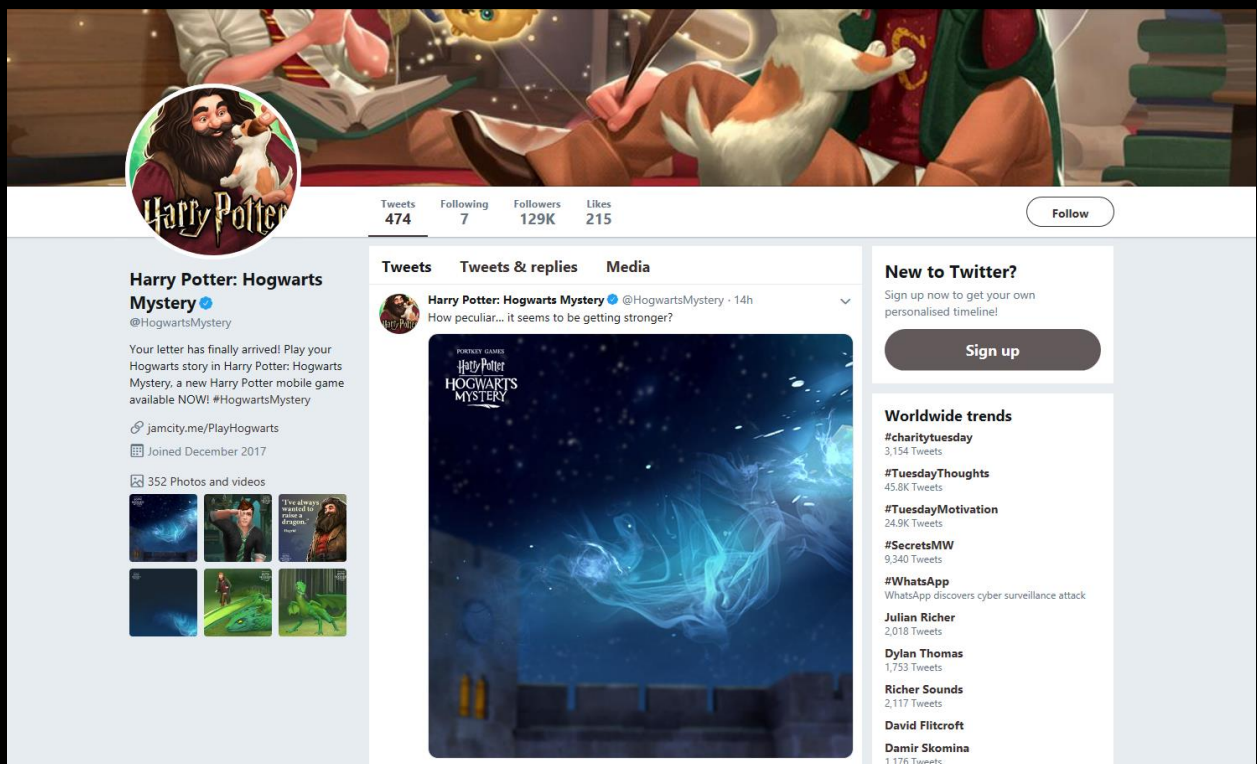 Harry Potter
Tweets
474
Following
7
Followers
129K
Likes
215
Follow
Harry Potter: Hogwarts
Mystery
@HogwartsMystery
Your letter has finally arrived! Play your
Hogwarts story in Harry Potter: Hogwarts
Mystery, a new Harry Potter mobile game
available NOW! #HogwartsMystery
jamcity.me/PlayHogwarts
Joined December 2017
352 Photos and videos
"I've always
wanted to
raise a
dragon."
Tweets Tweets & replies Media
Harry Potter: Hogwarts Mystery @HogwartsMystery · 14h
How peculiar... it seems to be getting stronger?
PORTKEY GAMES
Harry Potter
HOGWARTS
MYSTERY
New to Twitter?
Sign up now to get your own
personalised timeline!
Sign up
Worldwide trends
#charitytuesday
3,154 Tweets
#TuesdayThoughts
45.8K Tweets
#TuesdayMotivation
24.9K Tweets
#SecretsMW
9,340 Tweets
#WhatsApp
WhatsApp discovers cyber surveillance attack
Julian Richer
2,018 Tweets
Dylan Thomas
1,753 Tweets
Richer Sounds
2,117 Tweets
David Flitcroft
Damir Skomina
1,176 Tweets